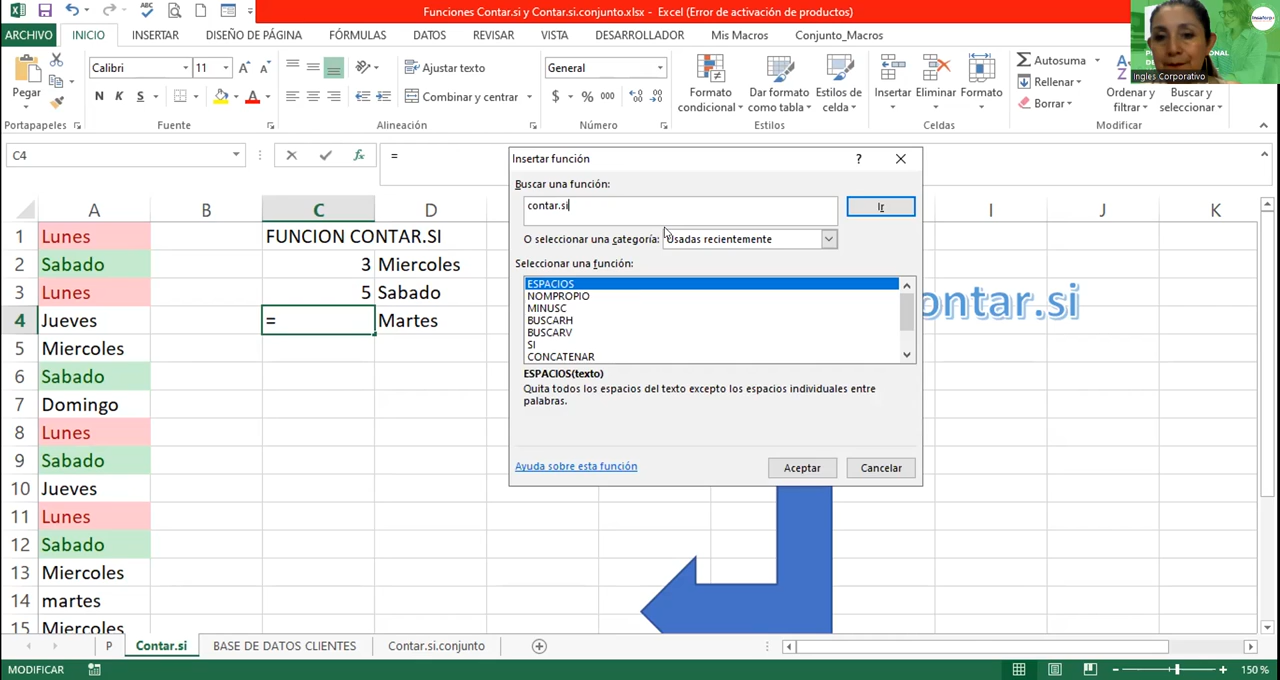 Funciones Contar.si y Contar.si.conjunto.xlsx - Excel (Error de activación de productos)
ARCHIVO INICIO INSERTAR DISEÑO DE PÁGINA FÓRMULAS DATOS REVISAR VISTA DESARROLLADOR Mis Macros Conjunto_Macros
Ingles Corporativo
Calibri 11 Ajustar texto General Autosuma
Pegar N K S Combinar y centrar $ % 000 Formato condicional Dar formato como tabla Estilos de celda Insertar Eliminar Formato Rellenar Borrar Ordenar y filtrar Buscar y seleccionar
Portapapeles Fuente Alineación Número Estilos Celdas Modificar
C4 fx =
Insertar función ?
Buscar una función:
contar.si
Ir
O seleccionar una categoría: Usadas recientemente
Seleccionar una función:
ESPACIOS
NOMPROPIO
MINUSC
BUSCARH
BUSCARV
SI
CONCATENAR
ESPACIOS(texto)
Quita todos los espacios del texto excepto los espacios individuales entre
palabras.
Ayuda sobre esta función Aceptar Cancelar
A B C D I J K
1 Lunes FUNCION CONTAR.SI
2 Sabado 3 Miercoles
3 Lunes 5 Sabado
ontar.si
4 Jueves = Martes
5 Miercoles
6 Sabado
7 Domingo
8 Lunes
9 Sabado
10 Jueves
11 Lunes
12 Sabado
13 Miercoles
14 martes
15 Miercoles
P Contar.si BASE DE DATOS CLIENTES Contar.si.conjunto
MODIFICAR 150 %